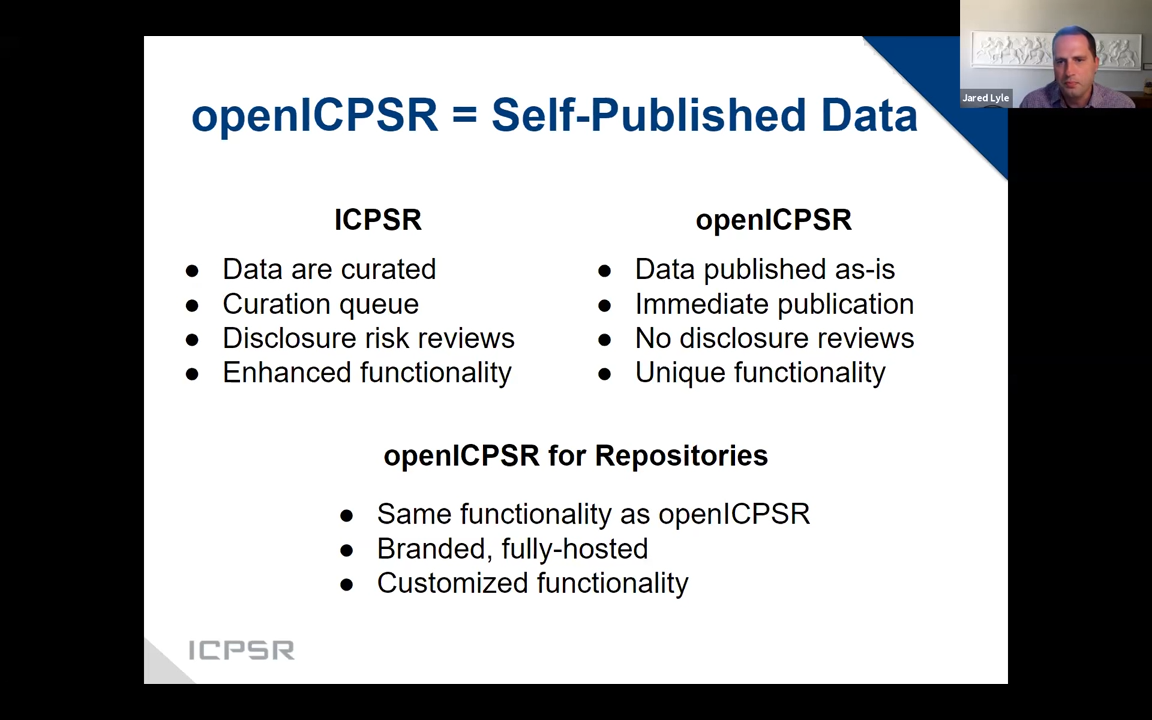 openICPSR = Self-Published Data
Jared Lyle
ICPSR
● Data are curated
● Curation queue
● Disclosure risk reviews
● Enhanced functionality
openICPSR
● Data published as-is
● Immediate publication
● No disclosure reviews
● Unique functionality
openICPSR for Repositories
● Same functionality as openICPSR
● Branded, fully-hosted
● Customized functionality
ICPSR